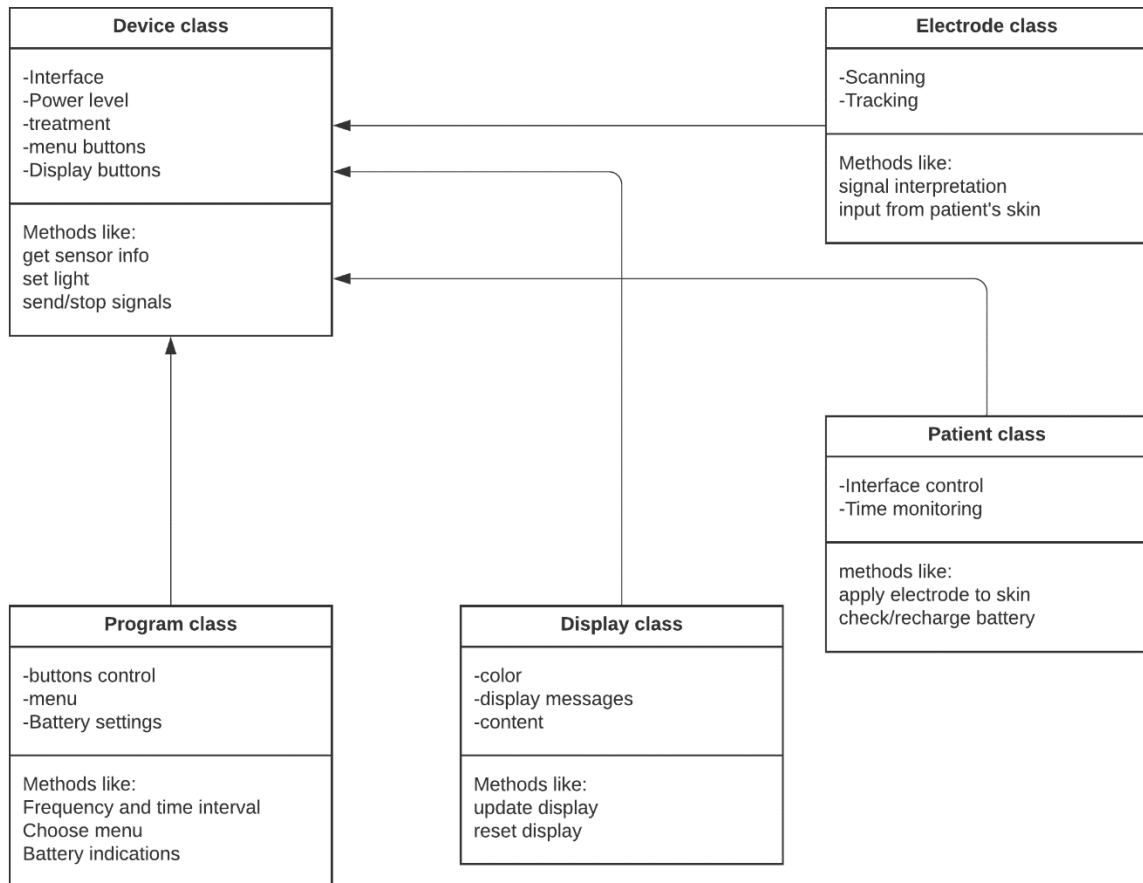 Device class
-Interface
-Power level
-treatment
-menu buttons
-Display buttons
Methods like:
get sensor info
set light
send/stop signals
Electrode class
-Scanning
-Tracking
Methods like:
signal interpretation
input from patient's skin
Patient class
-Interface control
-Time monitoring
methods like:
apply electrode to skin
check/recharge battery
Program class
-buttons control
-menu
-Battery settings
Methods like:
Frequency and time interval
Choose menu
Battery indications
Display class
-color
-display messages
-content
Methods like:
update display
reset display